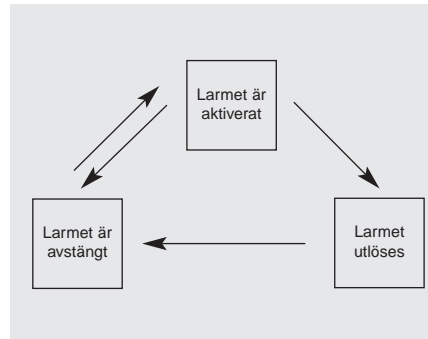 Larmet är
aktiverat
Larmet är
avstängt
Larmet
utlöses